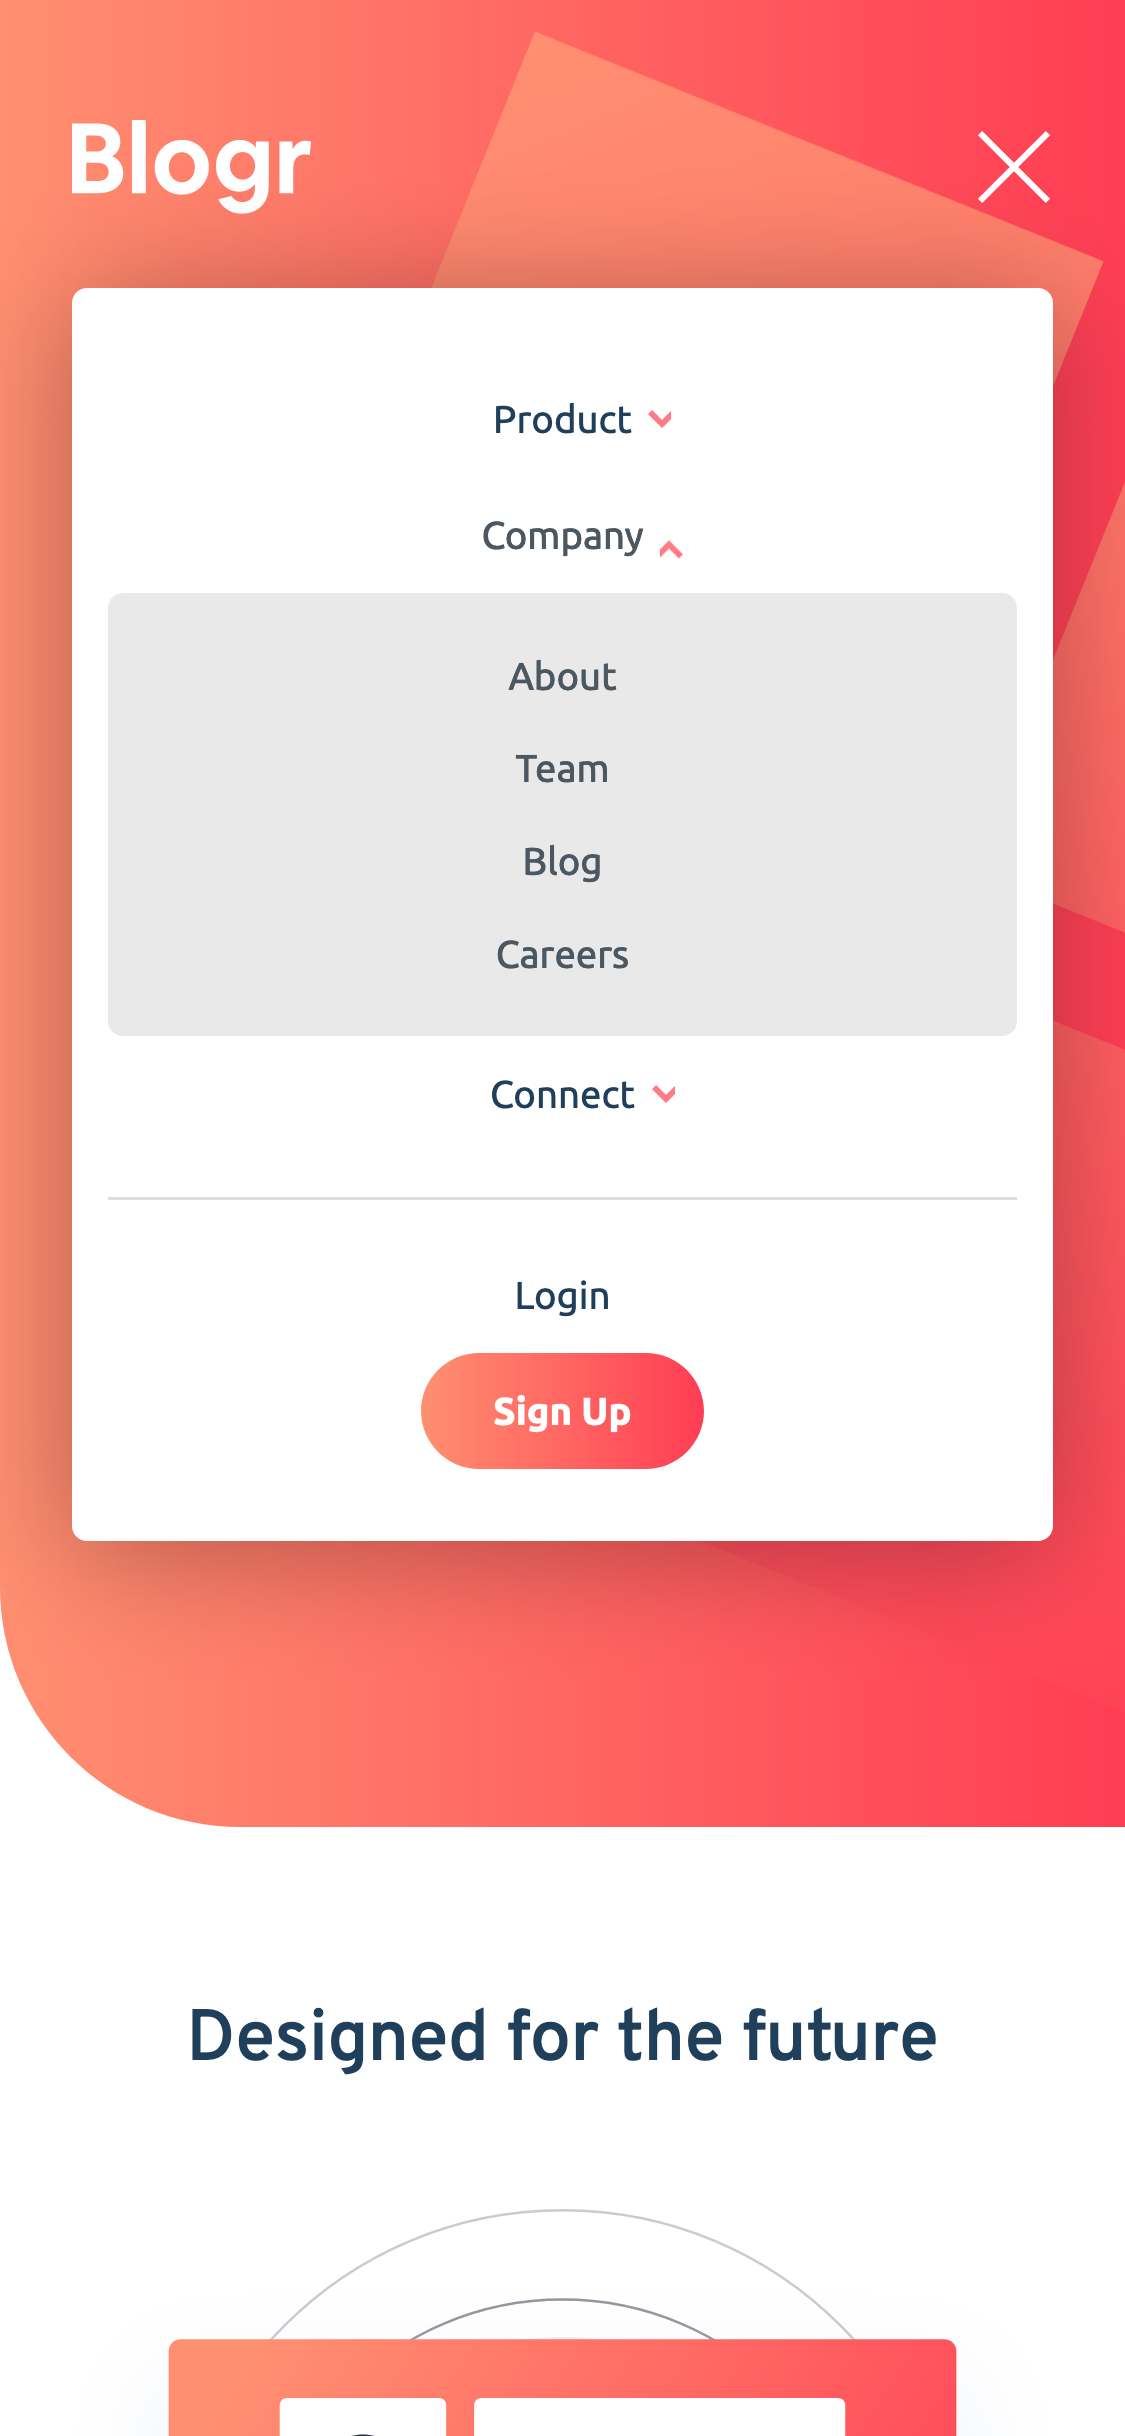 Blogr
Product
Company
About
Team
Blog
Careers
Connect
Login
Sign Up
Designed for the future